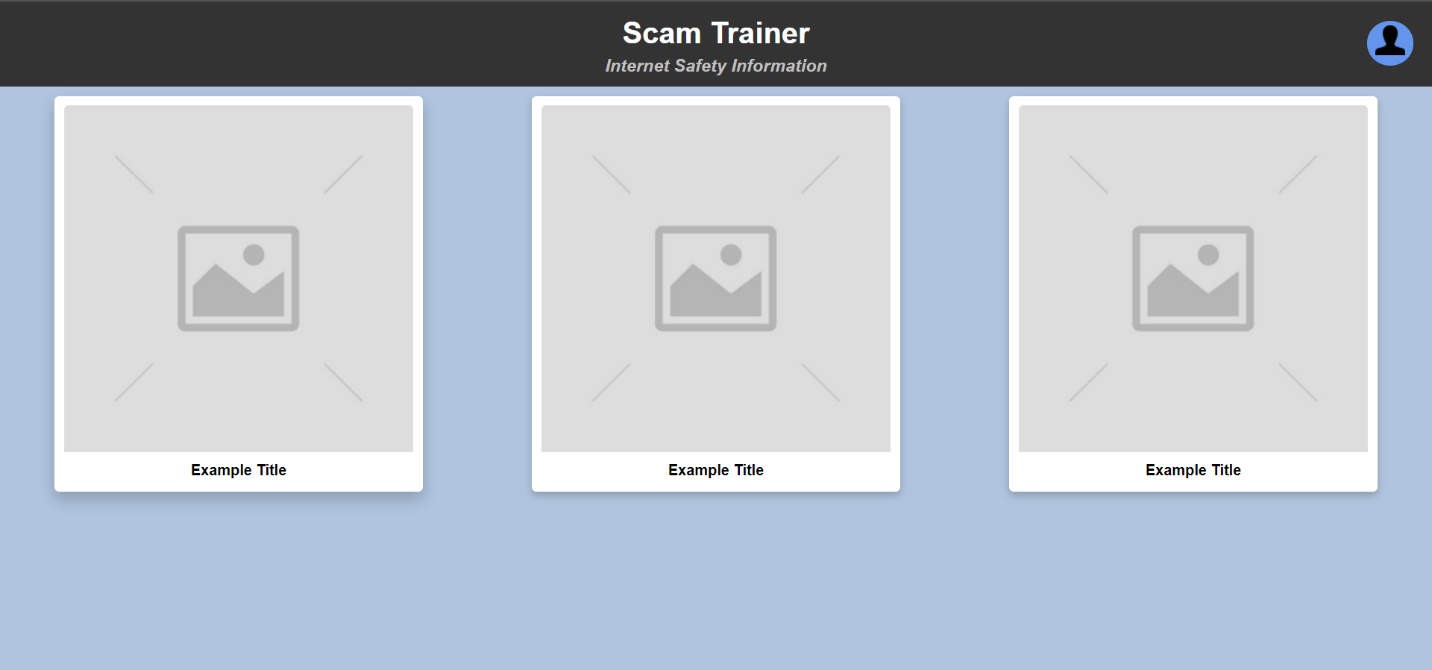 Scam Trainer
Internet Safety Information
Example Title
Example Title
Example Title